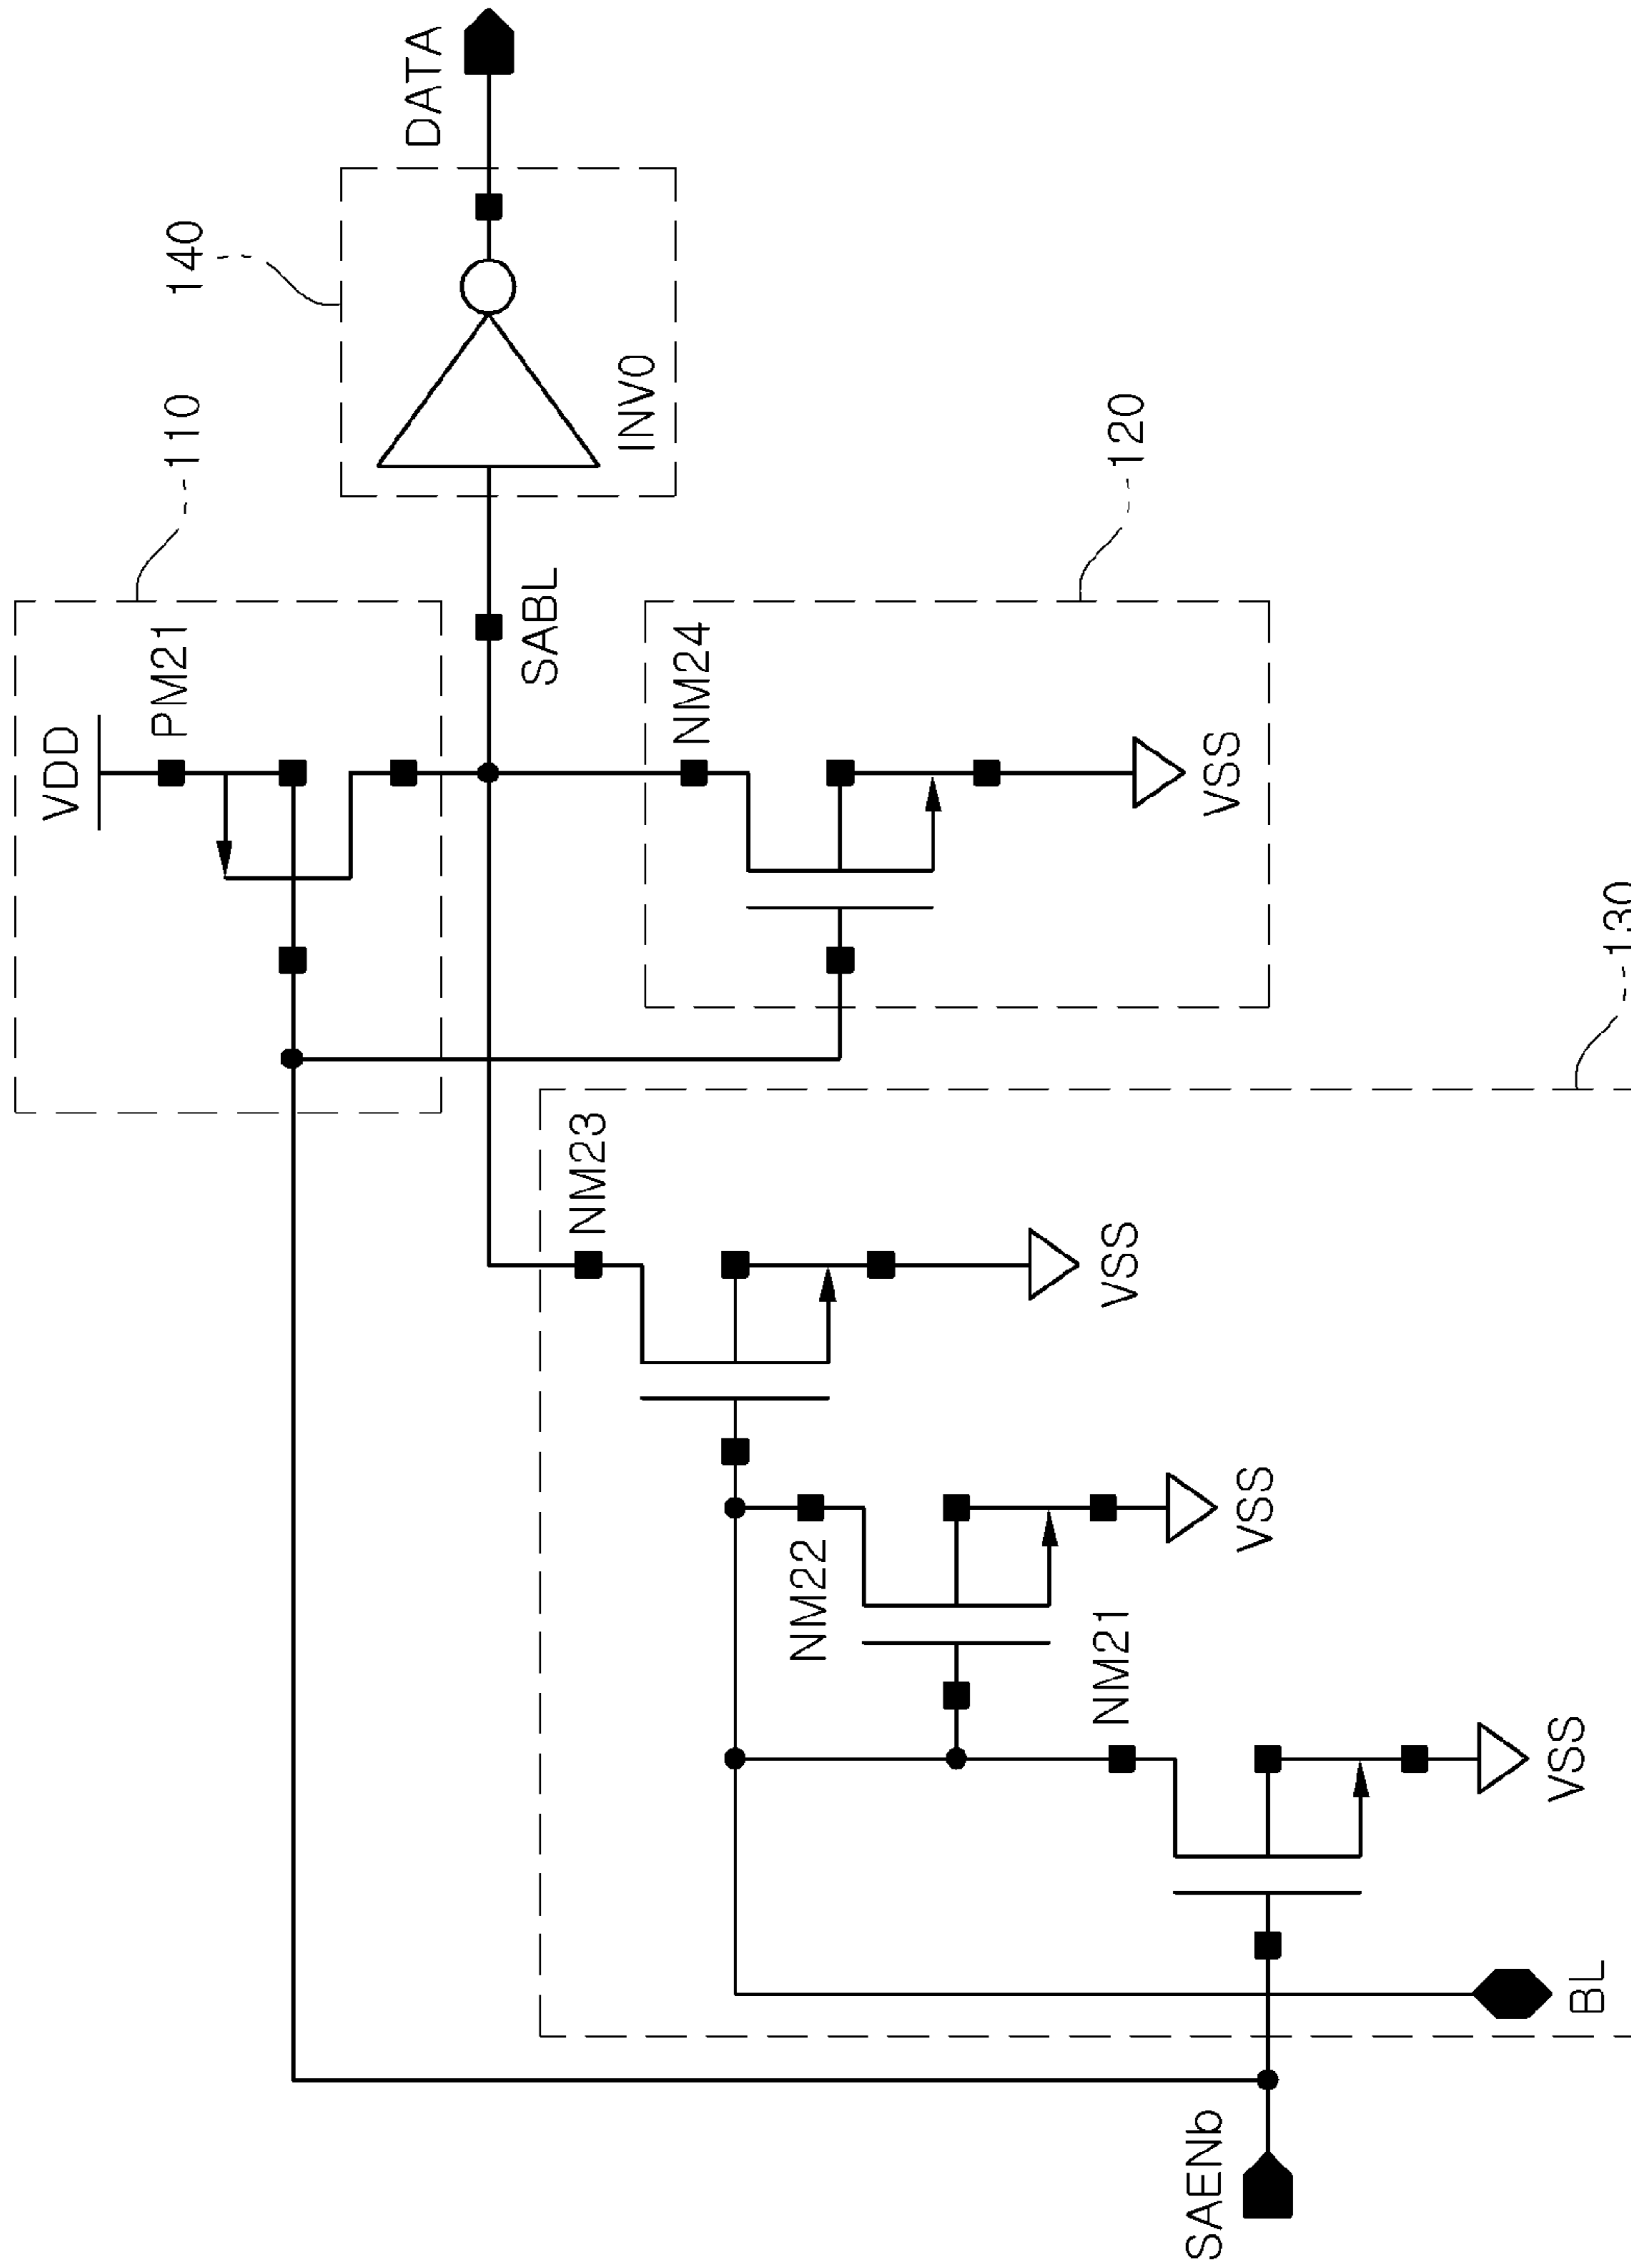 DATA
140
INV0
110
VDD
PM21
SABL
120
NM24
VSS
130
NM23
VSS
NM22
VSS
NM21
VSS
BL
SAENb